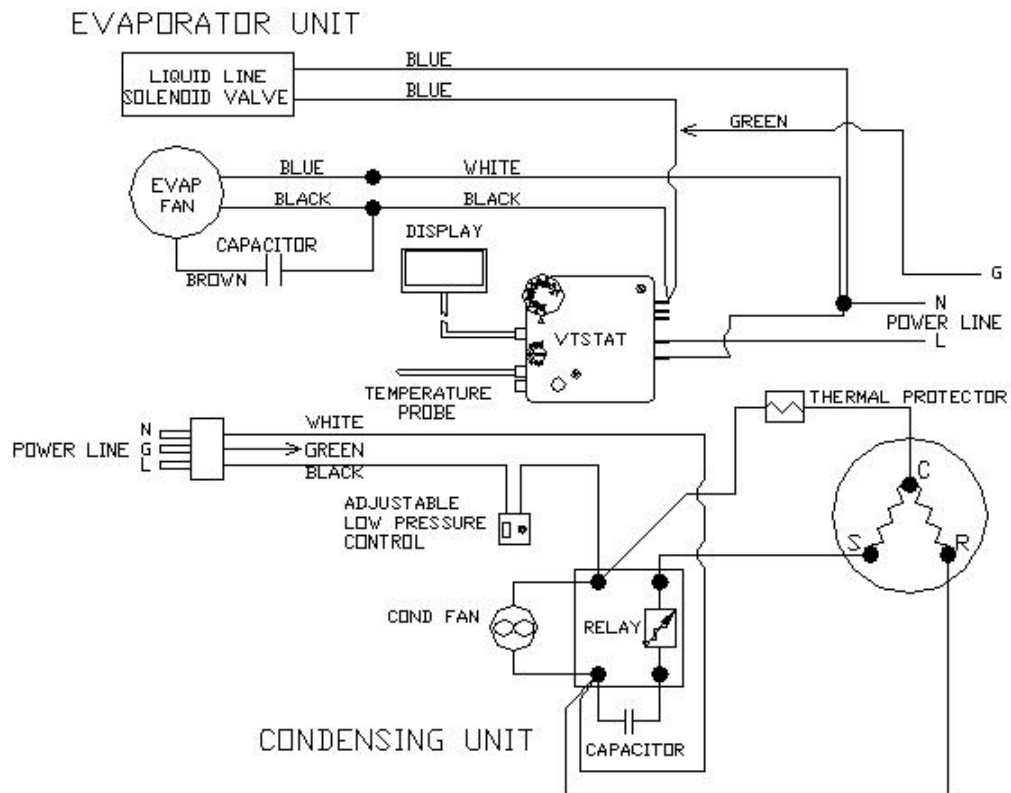 EVAPORATOR UNIT
LIQUID LINE
SOLENOID VALVE
BLUE
BLUE
GREEN
EVAP
FAN
BLUE
WHITE
BLACK
BLACK
CAPACITOR
BROWN
DISPLAY
G
N
POWER LINE
L
VTSTAT
TEMPERATURE
PROBE
THERMAL PROTECTOR
POWER LINE
N
G
L
WHITE
GREEN
BLACK
ADJUSTABLE
LOW PRESSURE
CONTROL
C
S
R
COND FAN
RELAY
CAPACITOR
CONDENSING UNIT